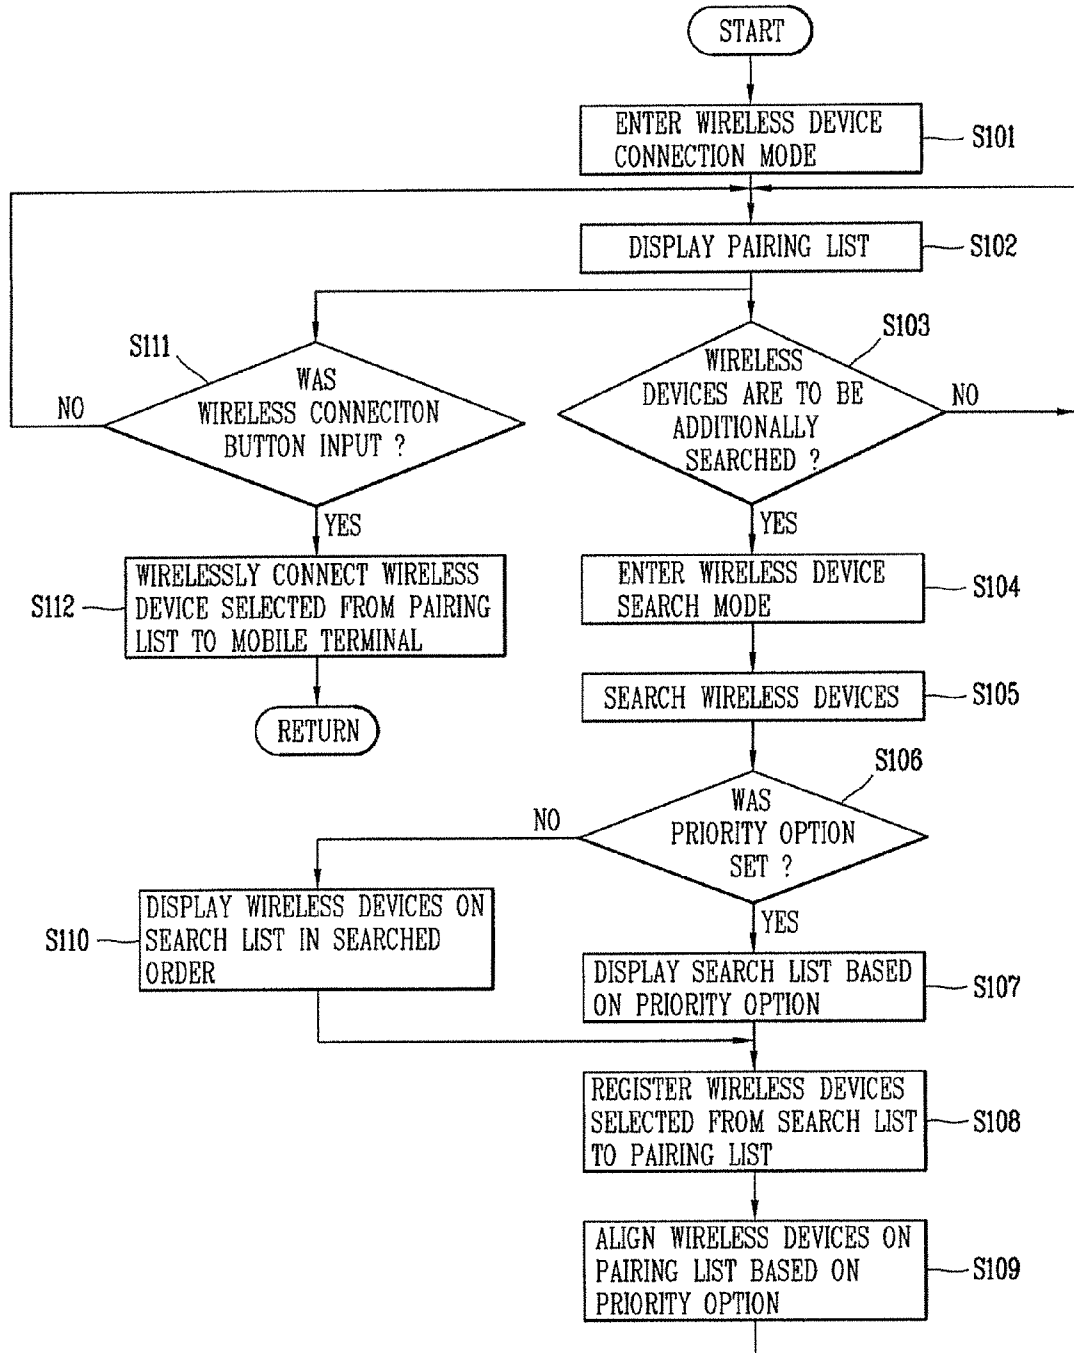 START
ENTER WIRELESS DEVICE
CONNECTION MODE
S101
DISPLAY PAIRING LIST
S102
S111
WAS
WIRELESS CONNECITON
BUTTON INPUT ?
NO
YES
S103
WIRELESS
DEVICES ARE TO BE
ADDITIONALLY
SEARCHED ?
NO
YES
WIRELESSLY CONNECT WIRELESS
DEVICE SELECTED FROM PAIRING
LIST TO MOBILE TERMINAL
S112
RETURN
ENTER WIRELESS DEVICE
SEARCH MODE
S104
SEARCH WIRELESS DEVICES
S105
S106
WAS
PRIORITY OPTION
SET ?
NO
YES
DISPLAY WIRELESS DEVICES ON
SEARCH LIST IN SEARCHED
ORDER
S110
DISPLAY SEARCH LIST BASED
ON PRIORITY OPTION
S107
REGISTER WIRELESS DEVICES
SELECTED FROM SEARCH LIST
TO PAIRING LIST
S108
ALIGN WIRELESS DEVICES ON
PAIRING LIST BASED ON
PRIORITY OPTION
S109